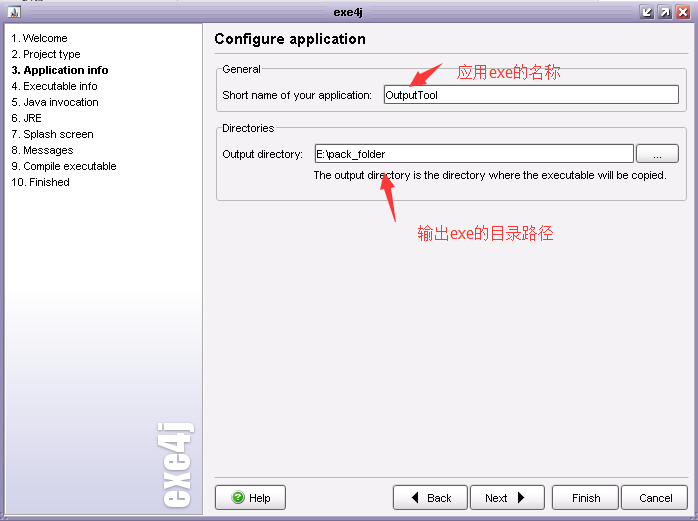 exe4j
1. Welcome
2. Project type
3. Application info
4. Executable info
5. Java invocation
6. JRE
7. Splash screen
8. Messages
9. Compile executable
10. Finished
exe4j
Configure application
General
应用exe的名称
Short name of your application:
OutputTool
Directories
Output directory:
E:\pack_folder
...
The output directory is the directory where the executable will be copied.
输出exe的目录路径
Help
Back
Next
Finish
Cancel